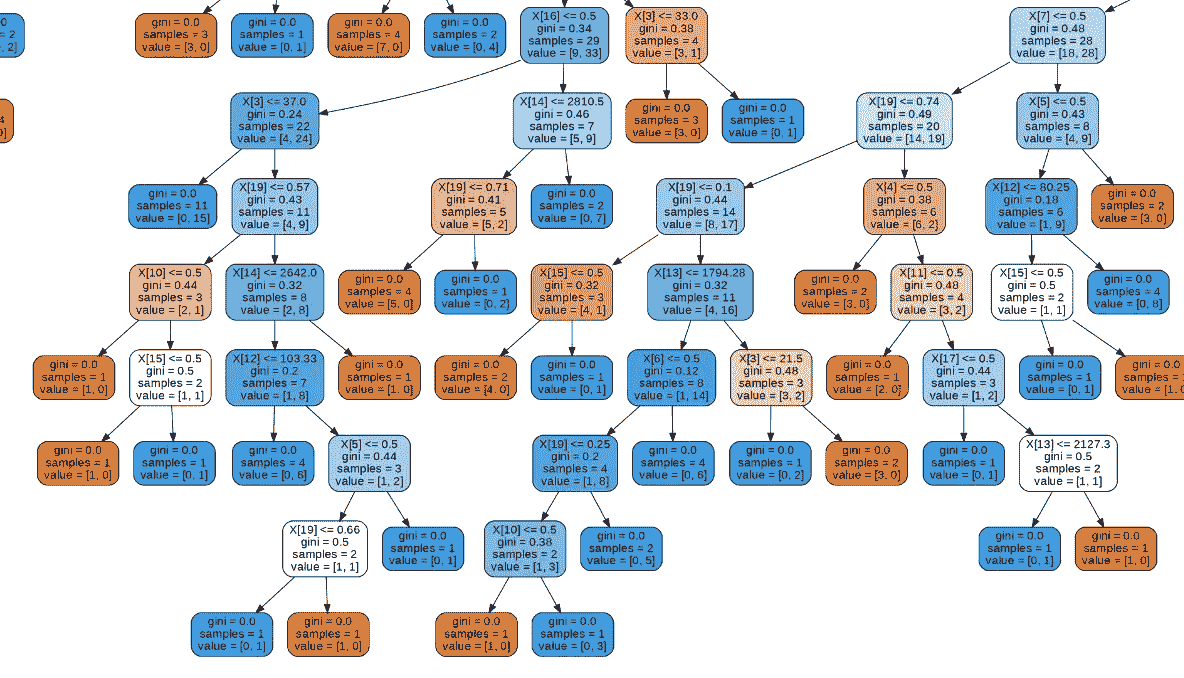 = 2
, 2]
gini = 0.0
samples = 3
value = [3, 0]
gini = 0.0
samples = 1
value = [0, 1]
gini = 0.0
samples = 4
value = [7, 0]
gini = 0.0
samples = 2
value = [0, 4]
X[16] <= 0.5
gini = 0.34
samples = 29
value = [9, 33]
X[3] <= 33.0
gini = 0.38
samples = 4
value = [3, 1]
X[7] <= 0.5
gini = 0.48
samples = 28
value = [18, 28]
4
0]
X[3] <= 37.0
gini = 0.24
samples = 22
value = [4, 24]
X[14] <= 2810.5
gini = 0.46
samples = 7
value = [5, 9]
gini = 0.0
samples = 3
value = [3, 0]
gini = 0.0
samples = 1
value = [0, 1]
X[19] <= 0.74
gini = 0.49
samples = 20
value = [14, 19]
X[5] <= 0.5
gini = 0.43
samples = 8
value = [4, 9]
gini = 0.0
samples = 11
value = [0, 15]
X[19] <= 0.57
gini = 0.43
samples = 11
value = [4, 9]
X[19] <= 0.71
gini = 0.41
samples = 5
value = [5, 2]
gini = 0.0
samples = 2
value = [0, 7]
X[19] <= 0.1
gini = 0.44
samples = 14
value = [8, 17]
X[4] <= 0.5
gini = 0.38
samples = 6
value = [6, 2]
X[12] <= 80.25
gini = 0.18
samples = 6
value = [1, 9]
gini = 0.0
samples = 2
value = [3, 0]
X[10] <= 0.5
gini = 0.44
samples = 3
value = [2, 1]
X[14] <= 2642.0
gini = 0.32
samples = 8
value = [2, 8]
gini = 0.0
samples = 4
value = [5, 0]
gini = 0.0
samples = 1
value = [0, 2]
X[15] <= 0.5
gini = 0.32
samples = 3
value = [4, 1]
X[13] <= 1794.28
gini = 0.32
samples = 11
value = [4, 16]
gini = 0.0
samples = 2
value = [3, 0]
X[11] <= 0.5
gini = 0.48
samples = 4
value = [3, 2]
X[15] <= 0.5
gini = 0.5
samples = 2
value = [1, 1]
gini = 0.0
samples = 4
value = [0, 8]
gini = 0.0
samples = 1
value = [1, 0]
X[15] <= 0.5
gini = 0.5
samples = 2
value = [1, 1]
X[12] <= 103.33
gini = 0.2
samples = 7
value = [1, 8]
gini = 0.0
samples = 1
value = [1, 0]
gini = 0.0
samples = 2
value = [4, 0]
gini = 0.0
samples = 1
value = [0, 1]
X[6] <= 0.5
gini = 0.12
samples = 8
value = [1, 14]
X[3] <= 21.5
gini = 0.48
samples = 3
value = [3, 2]
gini = 0.0
samples = 1
value = [2, 0]
X[17] <= 0.5
gini = 0.44
samples = 3
value = [1, 2]
gini = 0.0
samples = 1
value = [0, 1]
gini = 0.0
samples =
value = [1, 0
gini = 0.0
samples = 1
value = [1, 0]
gini = 0.0
samples = 1
value = [0, 1]
gini = 0.0
samples = 4
value = [0, 6]
X[5] <= 0.5
gini = 0.44
samples = 3
value = [1, 2]
X[19] <= 0.25
gini = 0.2
samples = 4
value = [1, 8]
gini = 0.0
samples = 4
value = [0, 6]
gini = 0.0
samples = 1
value = [0, 2]
gini = 0.0
samples = 2
value = [3, 0]
gini = 0.0
samples = 1
value = [0, 1]
X[13] <= 2127.3
gini = 0.5
samples = 2
value = [1, 1]
X[19] <= 0.66
gini = 0.5
samples = 2
value = [1, 1]
gini = 0.0
samples = 1
value = [0, 1]
X[10] <= 0.5
gini = 0.38
samples = 2
value = [1, 3]
gini = 0.0
samples = 2
value = [0, 5]
gini = 0.0
samples = 1
value = [0, 1]
gini = 0.0
samples = 1
value = [1, 0]
gini = 0.0
samples = 1
value = [0, 1]
gini = 0.0
samples = 1
value = [1, 0]
gini = 0.0
samples = 1
value = [1, 0]
gini = 0.0
samples = 1
value = [0, 3]